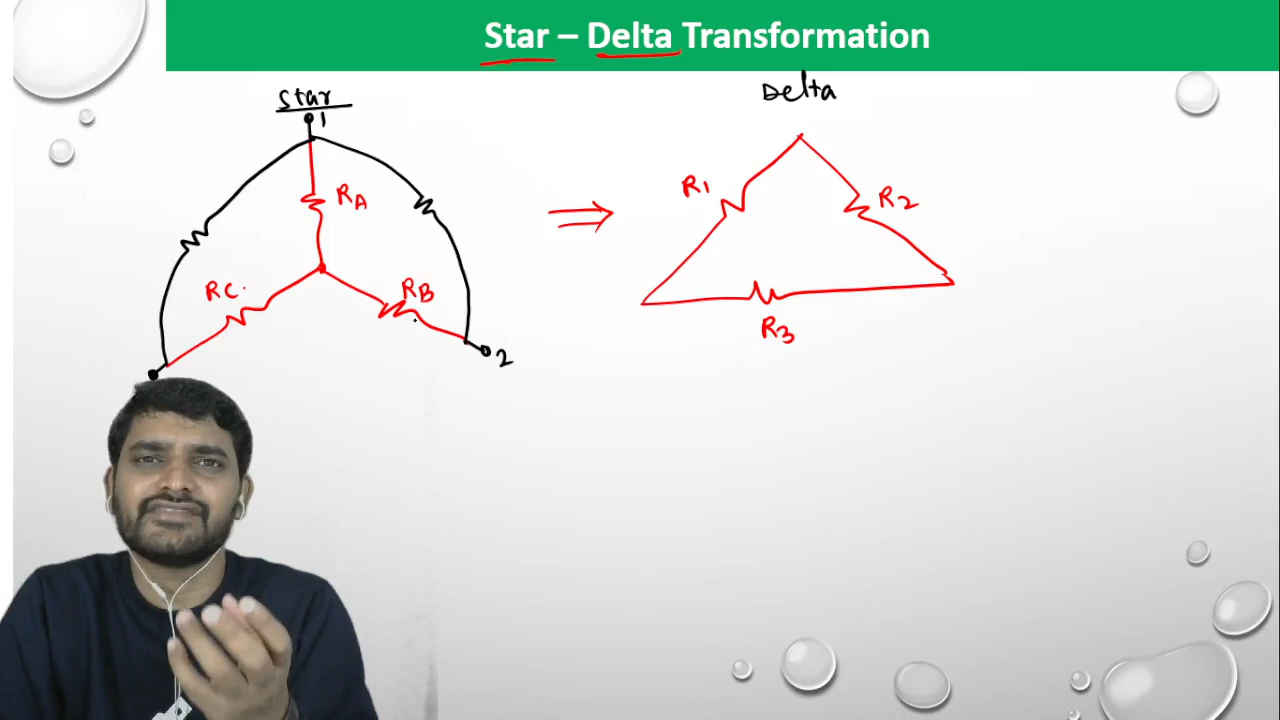 Star – Delta Transformation
Star
Delta
1
RA
RC
RB
2
R1
R2
R3